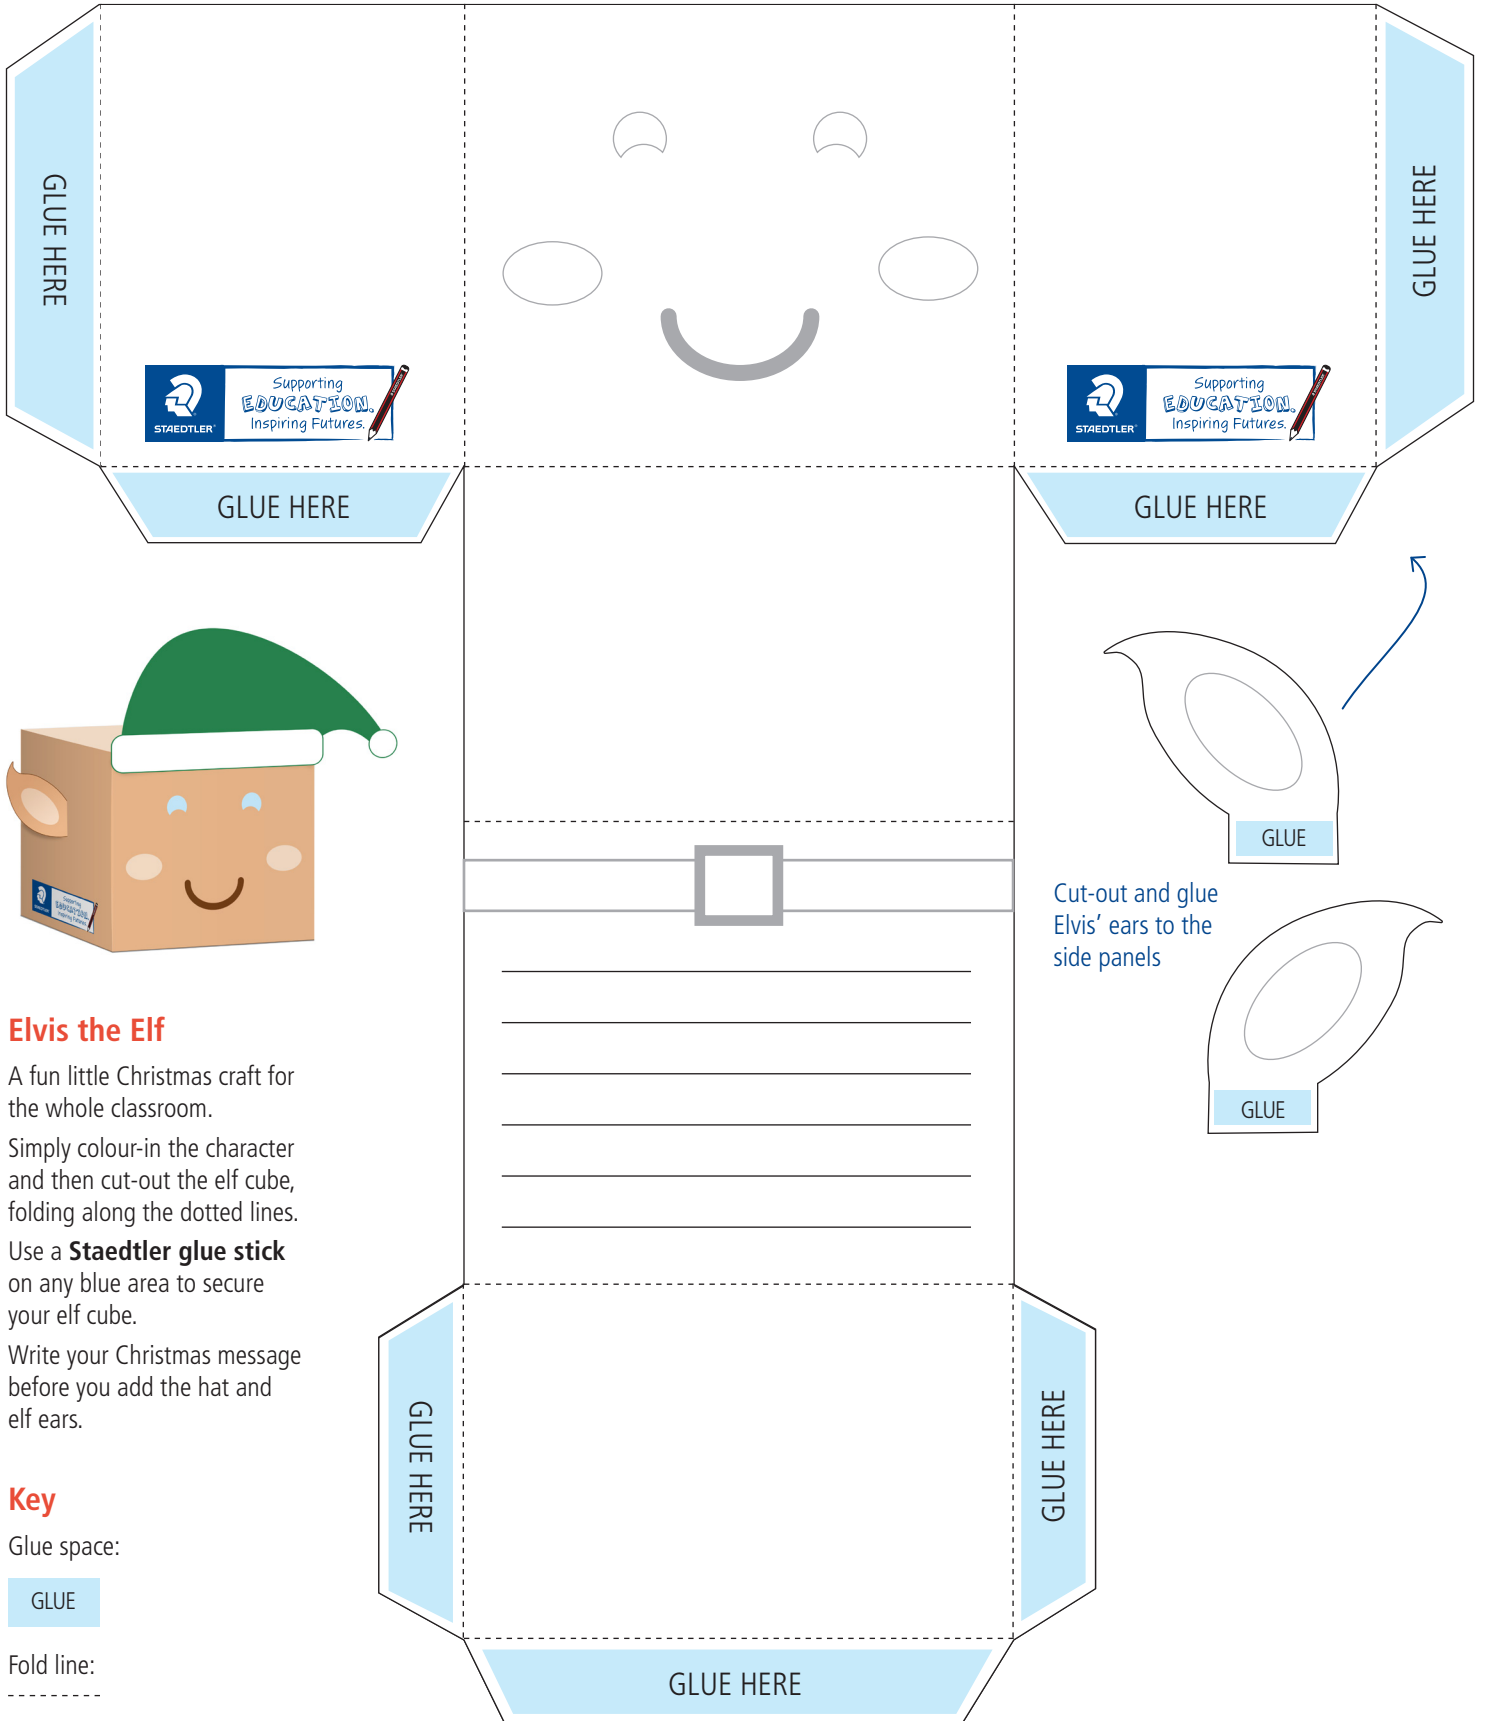 GLUE HERE
GLUE HERE
STAEDTLER
Supporting
EDUCATION.
Inspiring Futures.
STAEDTLER
Supporting
EDUCATION.
Inspiring Futures.
GLUE HERE
GLUE HERE
GLUE
Cut-out and glue
Elvis’ ears to the
side panels
GLUE
STAEDTLER
Supporting
EDUCATION.
Inspiring Futures.
Elvis the Elf
A fun little Christmas craft for
the whole classroom.
Simply colour-in the character
and then cut-out the elf cube,
folding along the dotted lines.
Use a Staedtler glue stick
on any blue area to secure
your elf cube.
Write your Christmas message
before you add the hat and
elf ears.
Key
Glue space:
GLUE
Fold line:
GLUE HERE
GLUE HERE
GLUE HERE